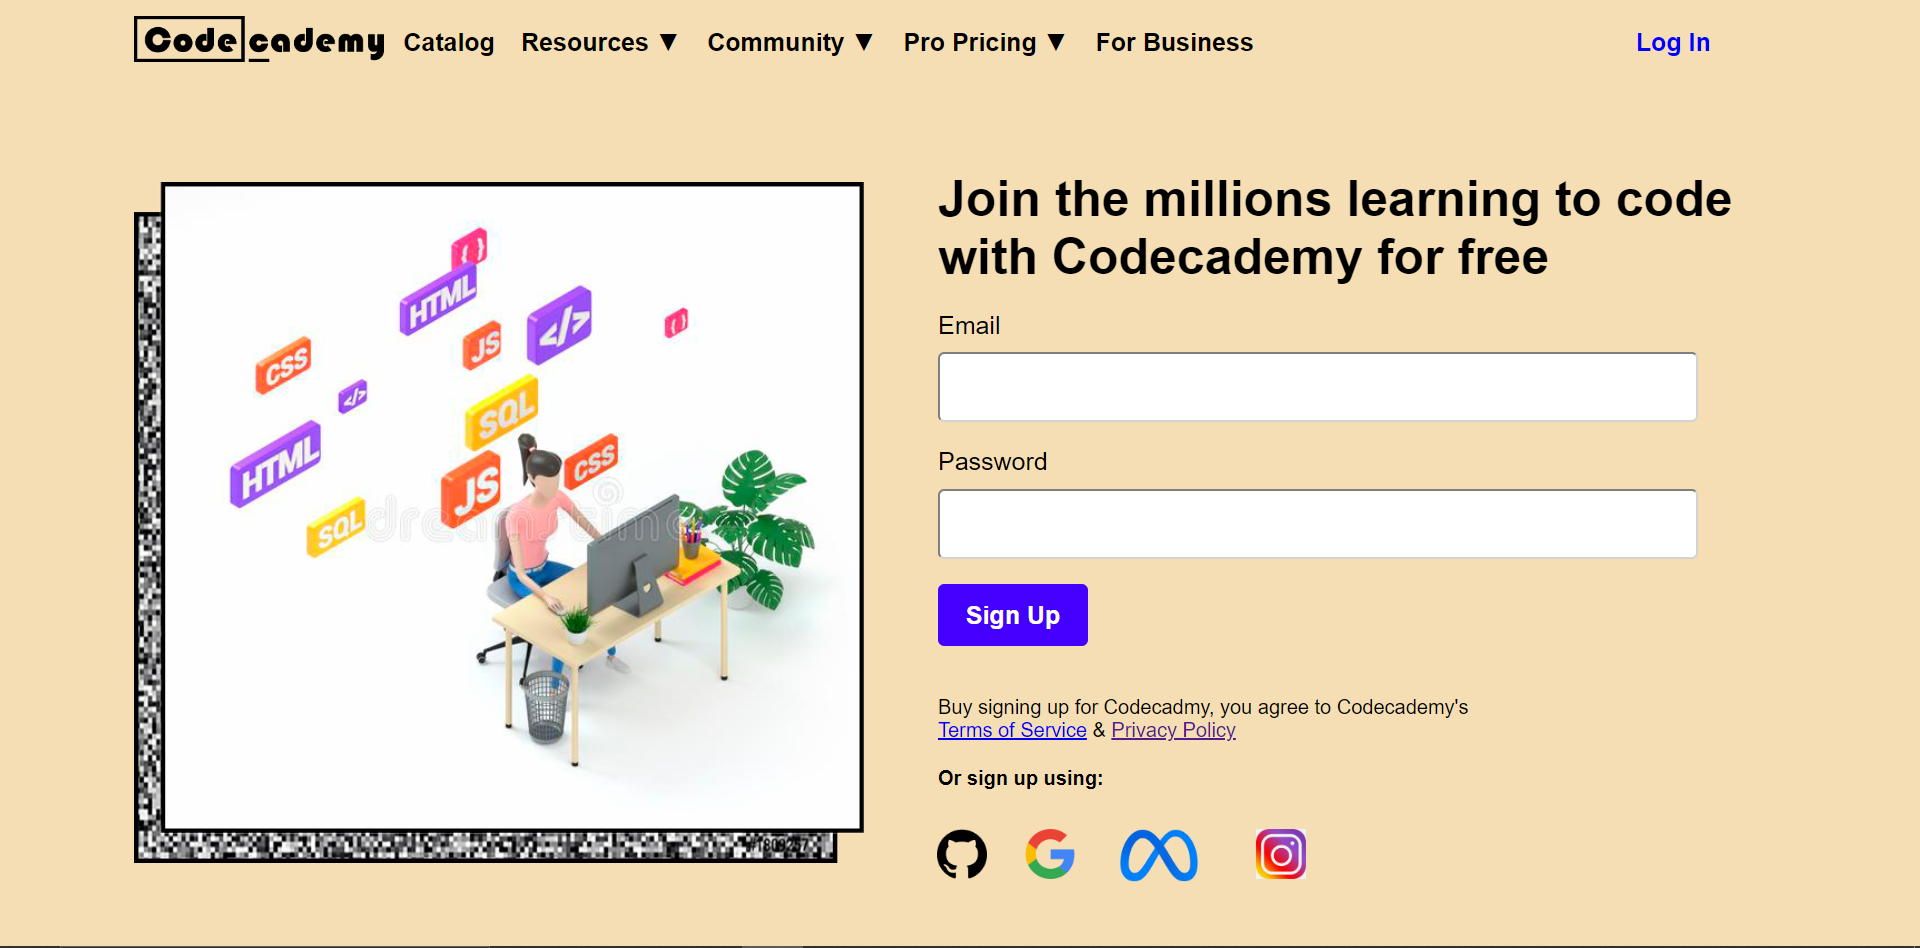 Codecademy Catalog Resources ▼ Community ▼ Pro Pricing ▼ For Business Log In
Join the millions learning to code
with Codecademy for free
Email
Password
Sign Up
Buy signing up for Codecadmy, you agree to Codecademy's
Terms of Service & Privacy Policy
Or sign up using:
{ }
HTML
</>
JS
{ }
CSS
</>
SQL
HTML
CSS
JS
SQL
dreamstime